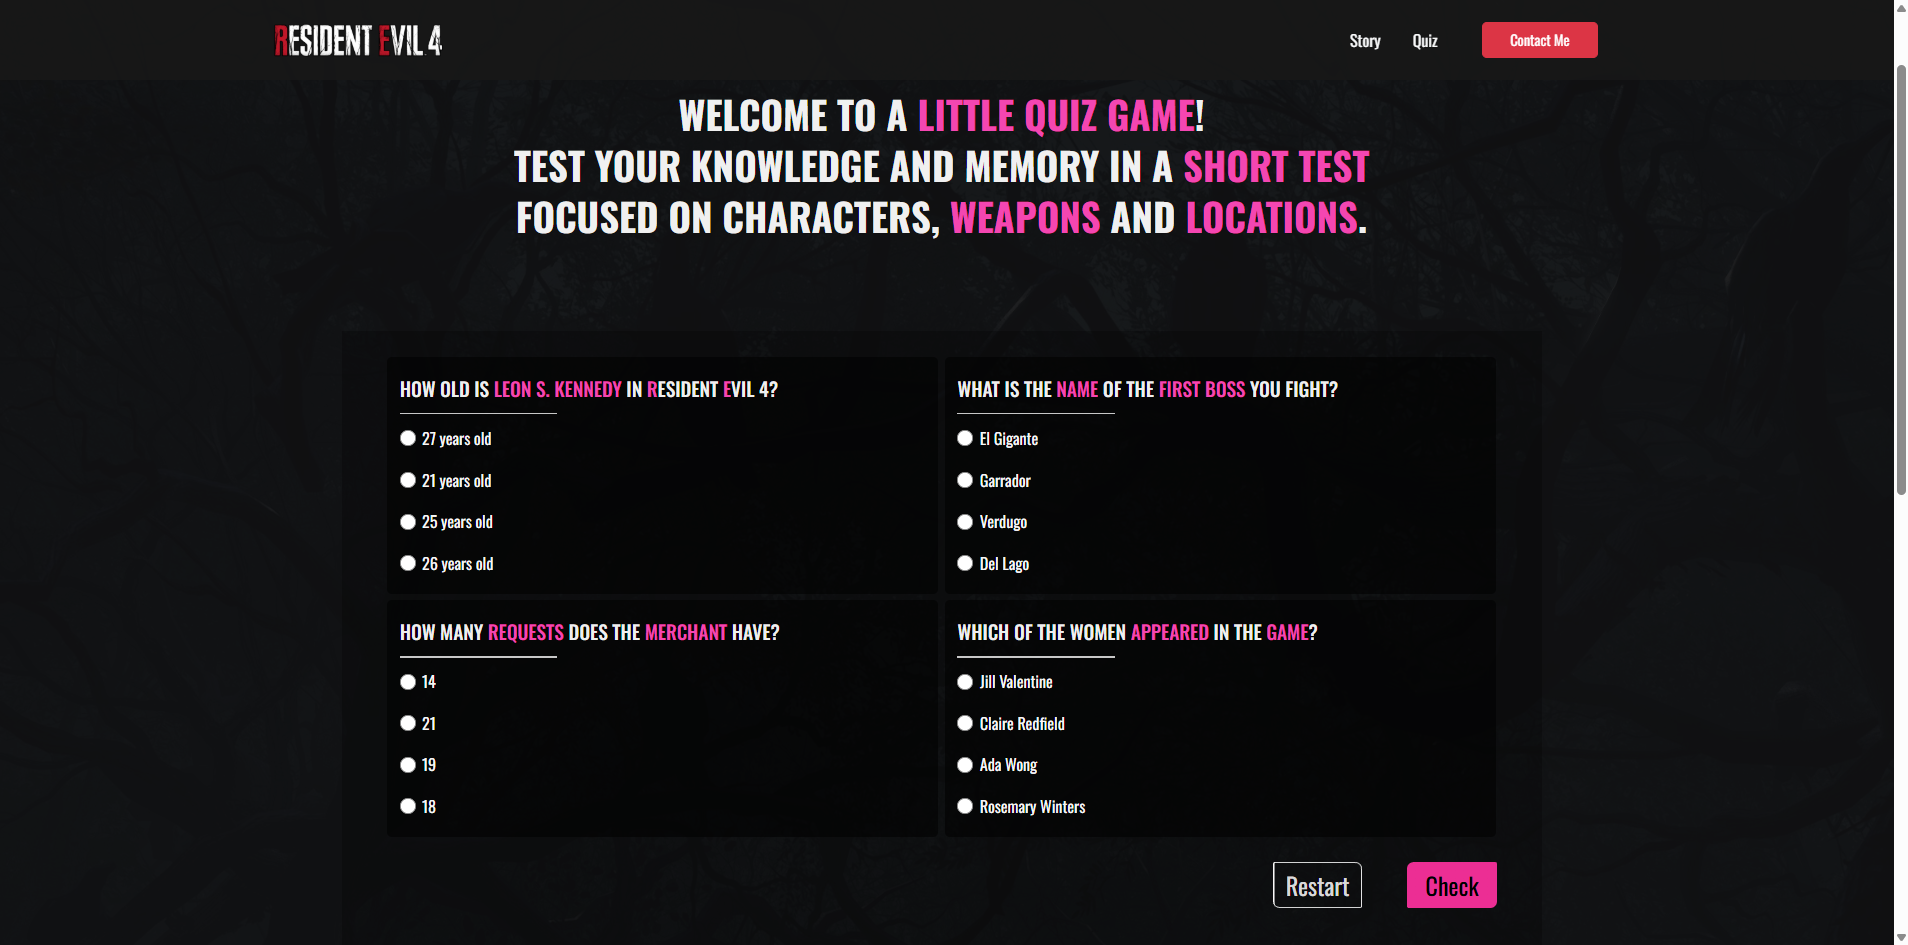 RESIDENT EVIL 4
Story
Quiz
Contact Me
WELCOME TO A LITTLE QUIZ GAME!
TEST YOUR KNOWLEDGE AND MEMORY IN A SHORT TEST
FOCUSED ON CHARACTERS, WEAPONS AND LOCATIONS.
HOW OLD IS LEON S. KENNEDY IN RESIDENT EVIL 4?
27 years old
21 years old
25 years old
26 years old
WHAT IS THE NAME OF THE FIRST BOSS YOU FIGHT?
El Gigante
Garrador
Verdugo
Del Lago
HOW MANY REQUESTS DOES THE MERCHANT HAVE?
14
21
19
18
WHICH OF THE WOMEN APPEARED IN THE GAME?
Jill Valentine
Claire Redfield
Ada Wong
Rosemary Winters
Restart
Check